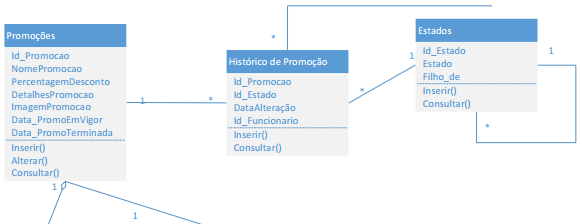 Promoções
Id_Promocao
NomePromocao
PercentagemDesconto
DetalhesPromocao
ImagemPromocao
Data_PromoEmVigor
Data_PromoTerminada
Inserir()
Alterar()
Consultar()
1
1
1
*
*
Histórico de Promoção
Id_Promocao
Id_Estado
DataAlteração
Id_Funcionario
Inserir()
Consultar()
*
1
Estados
Id_Estado
Estado
Filho_de
Inserir()
Consultar()
1
*